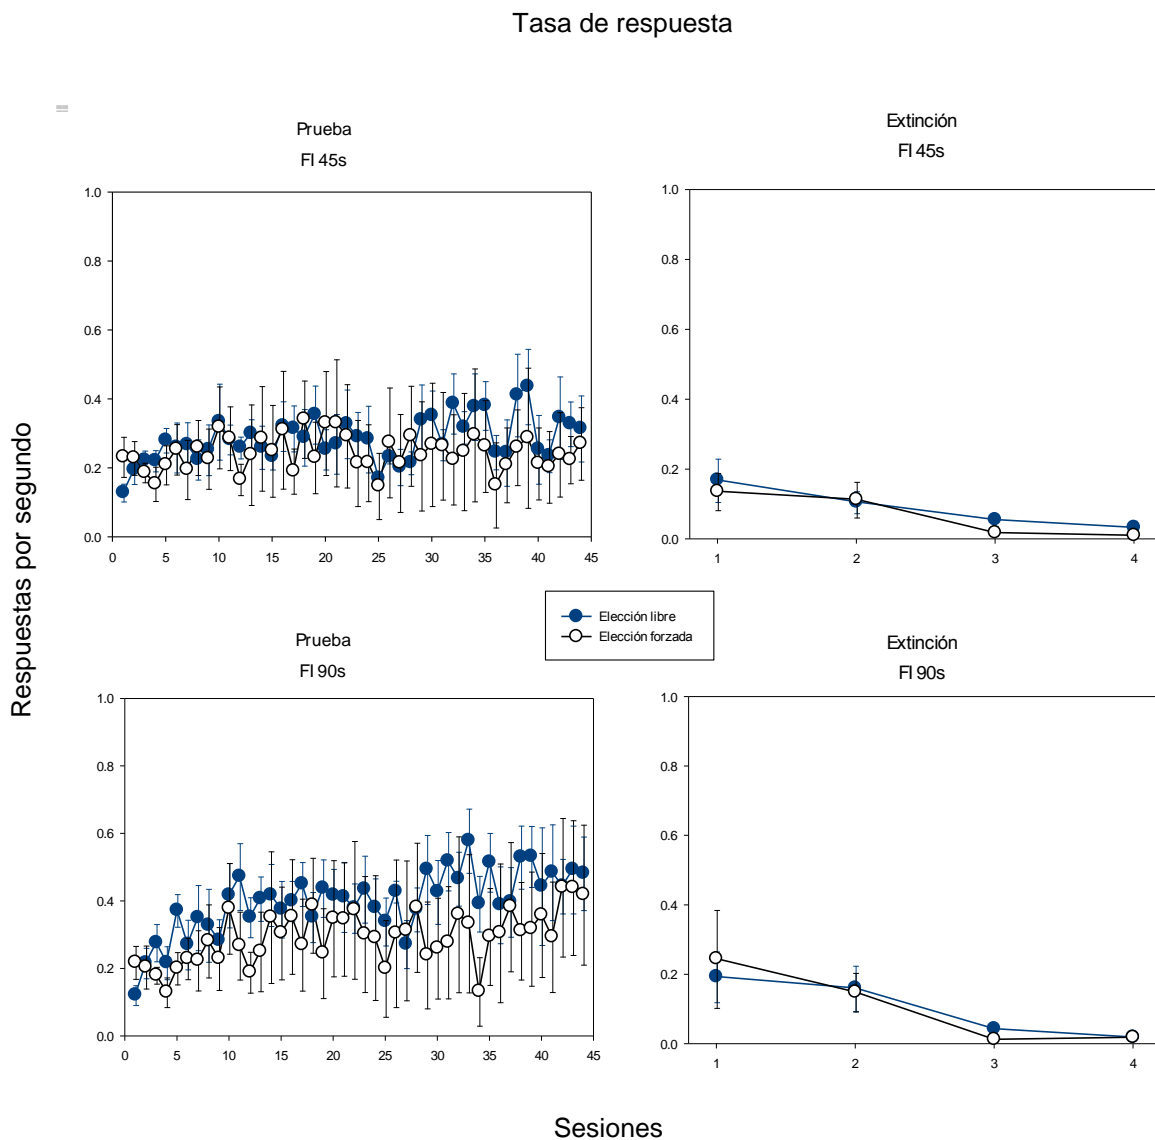 Tasa de respuesta
Prueba
FI 45s
Extinción
FI 45s
1.0
0.8
0.6
0.4
0.2
0.0
0 5 10 15 20 25 30 35 40 45
1.0
0.8
0.6
0.4
0.2
0.0
1 2 3 4
Respuestas por segundo
Elección libre
Elección forzada
Prueba
FI 90s
Extinción
FI 90s
1.0
0.8
0.6
0.4
0.2
0.0
0 5 10 15 20 25 30 35 40 45
1.0
0.8
0.6
0.4
0.2
0.0
1 2 3 4
Sesiones